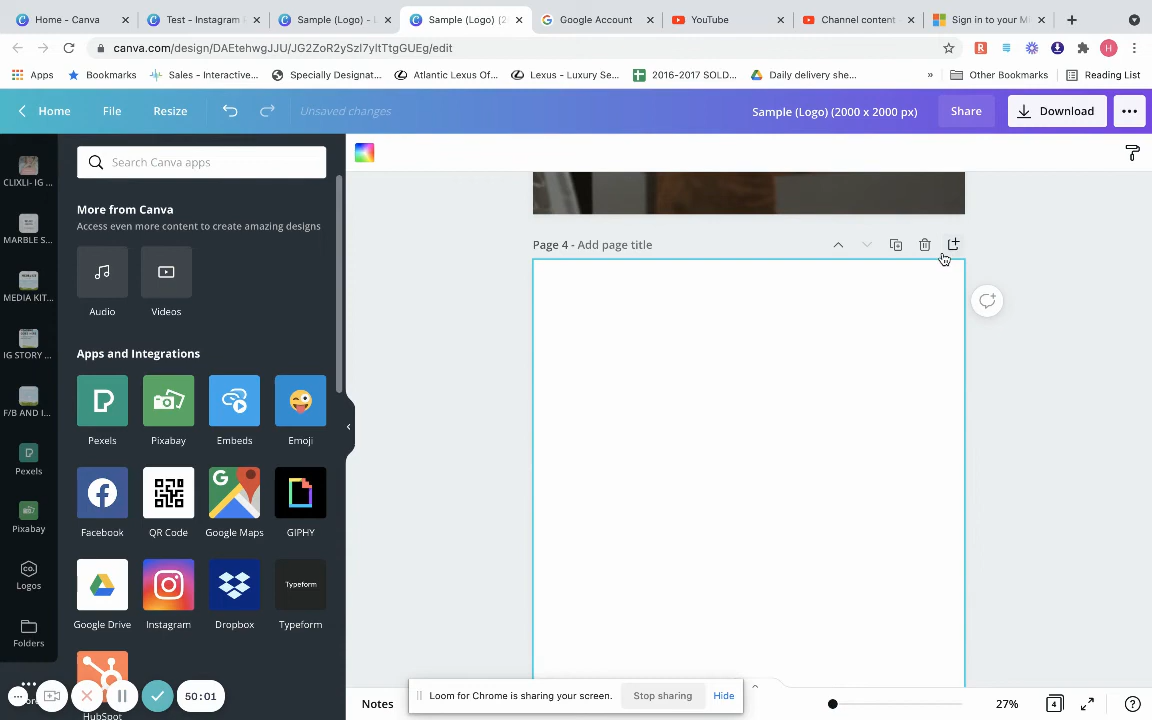 Home - Canva
Test - Instagram
Sample (Logo) -
Sample (Logo) (2
Google Account
YouTube
Channel content
Sign in to your M
canva.com/design/DAEtehwgJJU/JG2ZoR2ySzI7yltTtgGUEg/edit
R
H
Apps
Bookmarks
Sales - Interactive...
Specially Designat...
Atlantic Lexus Of...
Lexus - Luxury Se...
2016-2017 SOLD...
Daily delivery she...
»
Other Bookmarks
Reading List
Home
File
Resize
Unsaved changes
Sample (Logo) (2000 x 2000 px)
Share
Download
CLIXLI- IG ...
MARBLE S...
MEDIA KIT...
IG STORY ...
F/B AND I...
Pexels
Pixabay
co.
Logos
Folders
Search Canva apps
More from Canva
Access even more content to create amazing designs
Audio
Videos
Apps and Integrations
Pexels
Pixabay
Embeds
Emoji
Facebook
QR Code
Google Maps
GIPHY
Typeform
Google Drive
Instagram
Dropbox
Typeform
HubSpot
50:01
Page 4 - Add page title
Loom for Chrome is sharing your screen.
Stop sharing
Hide
Notes
27%
4